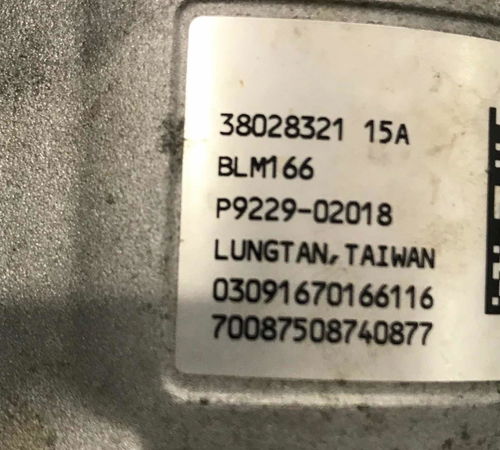 38028321 15A
BLM166
P9229-02018
LUNGTAN, TAIWAN
03091670166116
70087508740877